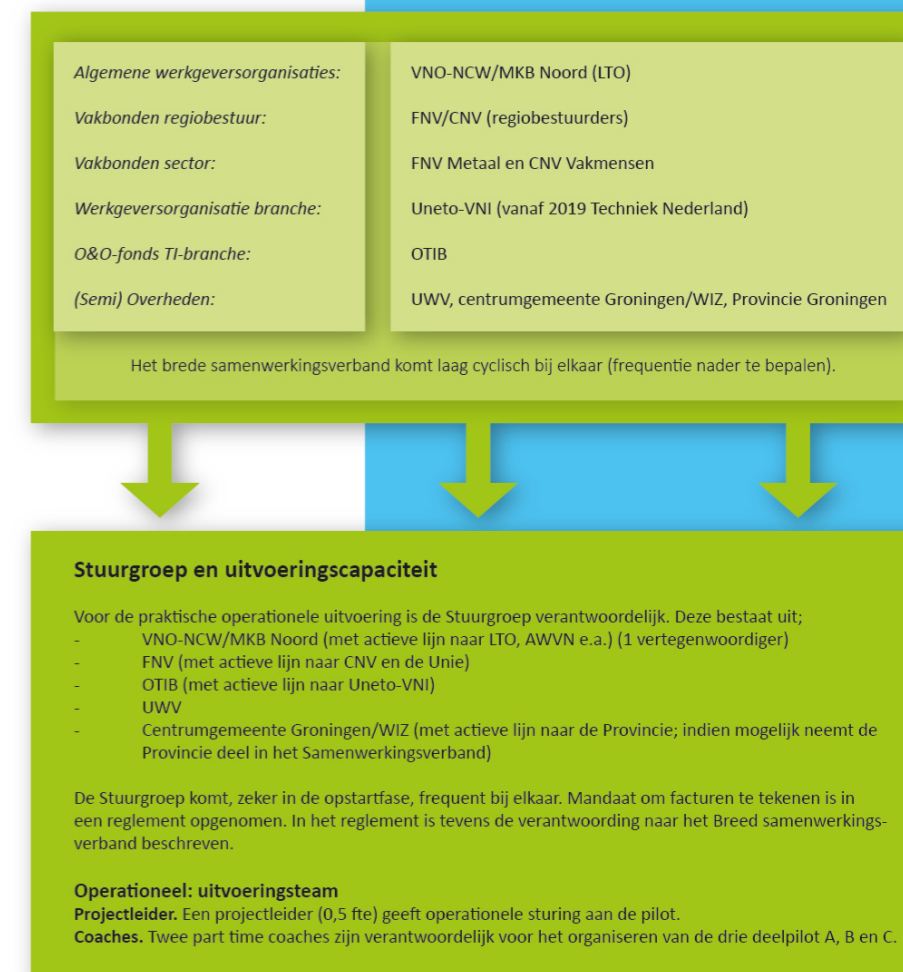 Algemene werkgeversorganisaties: VNO-NCW/MKB Noord (LTO)
Vakbonden regiobestuur: FNV/CNV (regiobestuurders)
Vakbonden sector: FNV Metaal en CNV Vakmensen
Werkgeversorganisatie branche: Uneto-VNI (vanaf 2019 Techniek Nederland)
O&O-fonds TI-branche: OTIB
(Semi) Overheden: UWV, centrumgemeente Groningen/WIZ, Provincie Groningen
Het brede samenwerkingsverband komt laag cyclisch bij elkaar (frequentie nader te bepalen).
Stuurgroep en uitvoeringscapaciteit
Voor de praktische operationele uitvoering is de Stuurgroep verantwoordelijk. Deze bestaat uit;
- VNO-NCW/MKB Noord (met actieve lijn naar LTO, AWVN e.a.) (1 vertegenwoordiger)
- FNV (met actieve lijn naar CNV en de Unie)
- OTIB (met actieve lijn naar Uneto-VNI)
- UWV
- Centrumgemeente Groningen/WIZ (met actieve lijn naar de Provincie; indien mogelijk neemt de
Provincie deel in het Samenwerkingsverband)
De Stuurgroep komt, zeker in de opstartfase, frequent bij elkaar. Mandaat om facturen te tekenen is in
een reglement opgenomen. In het reglement is tevens de verantwoording naar het Breed samenwerkings-
verband beschreven.
Operationeel: uitvoeringsteam
Projectleider. Een projectleider (0,5 fte) geeft operationele sturing aan de pilot.
Coaches. Twee part time coaches zijn verantwoordelijk voor het organiseren van de drie deelpilot A, B en C.